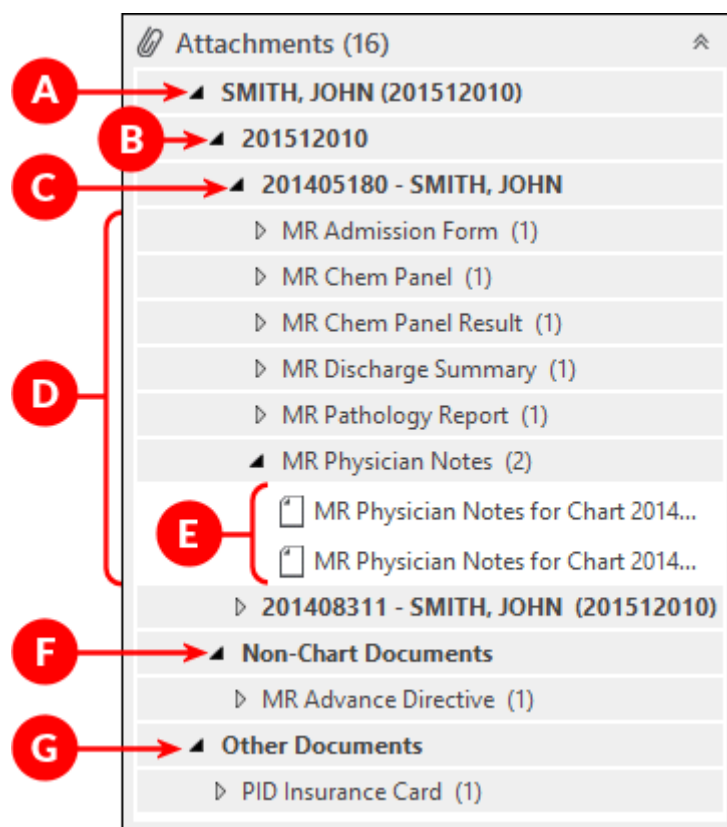 Attachments (16)
A SMITH, JOHN (201512010)
B 201512010
C 201405180 - SMITH, JOHN
MR Admission Form (1)
MR Chem Panel (1)
MR Chem Panel Result (1)
MR Discharge Summary (1)
D
MR Pathology Report (1)
MR Physician Notes (2)
MR Physician Notes for Chart 2014...
E
MR Physician Notes for Chart 2014...
201408311 - SMITH, JOHN (201512010)
F Non-Chart Documents
MR Advance Directive (1)
G Other Documents
PID Insurance Card (1)